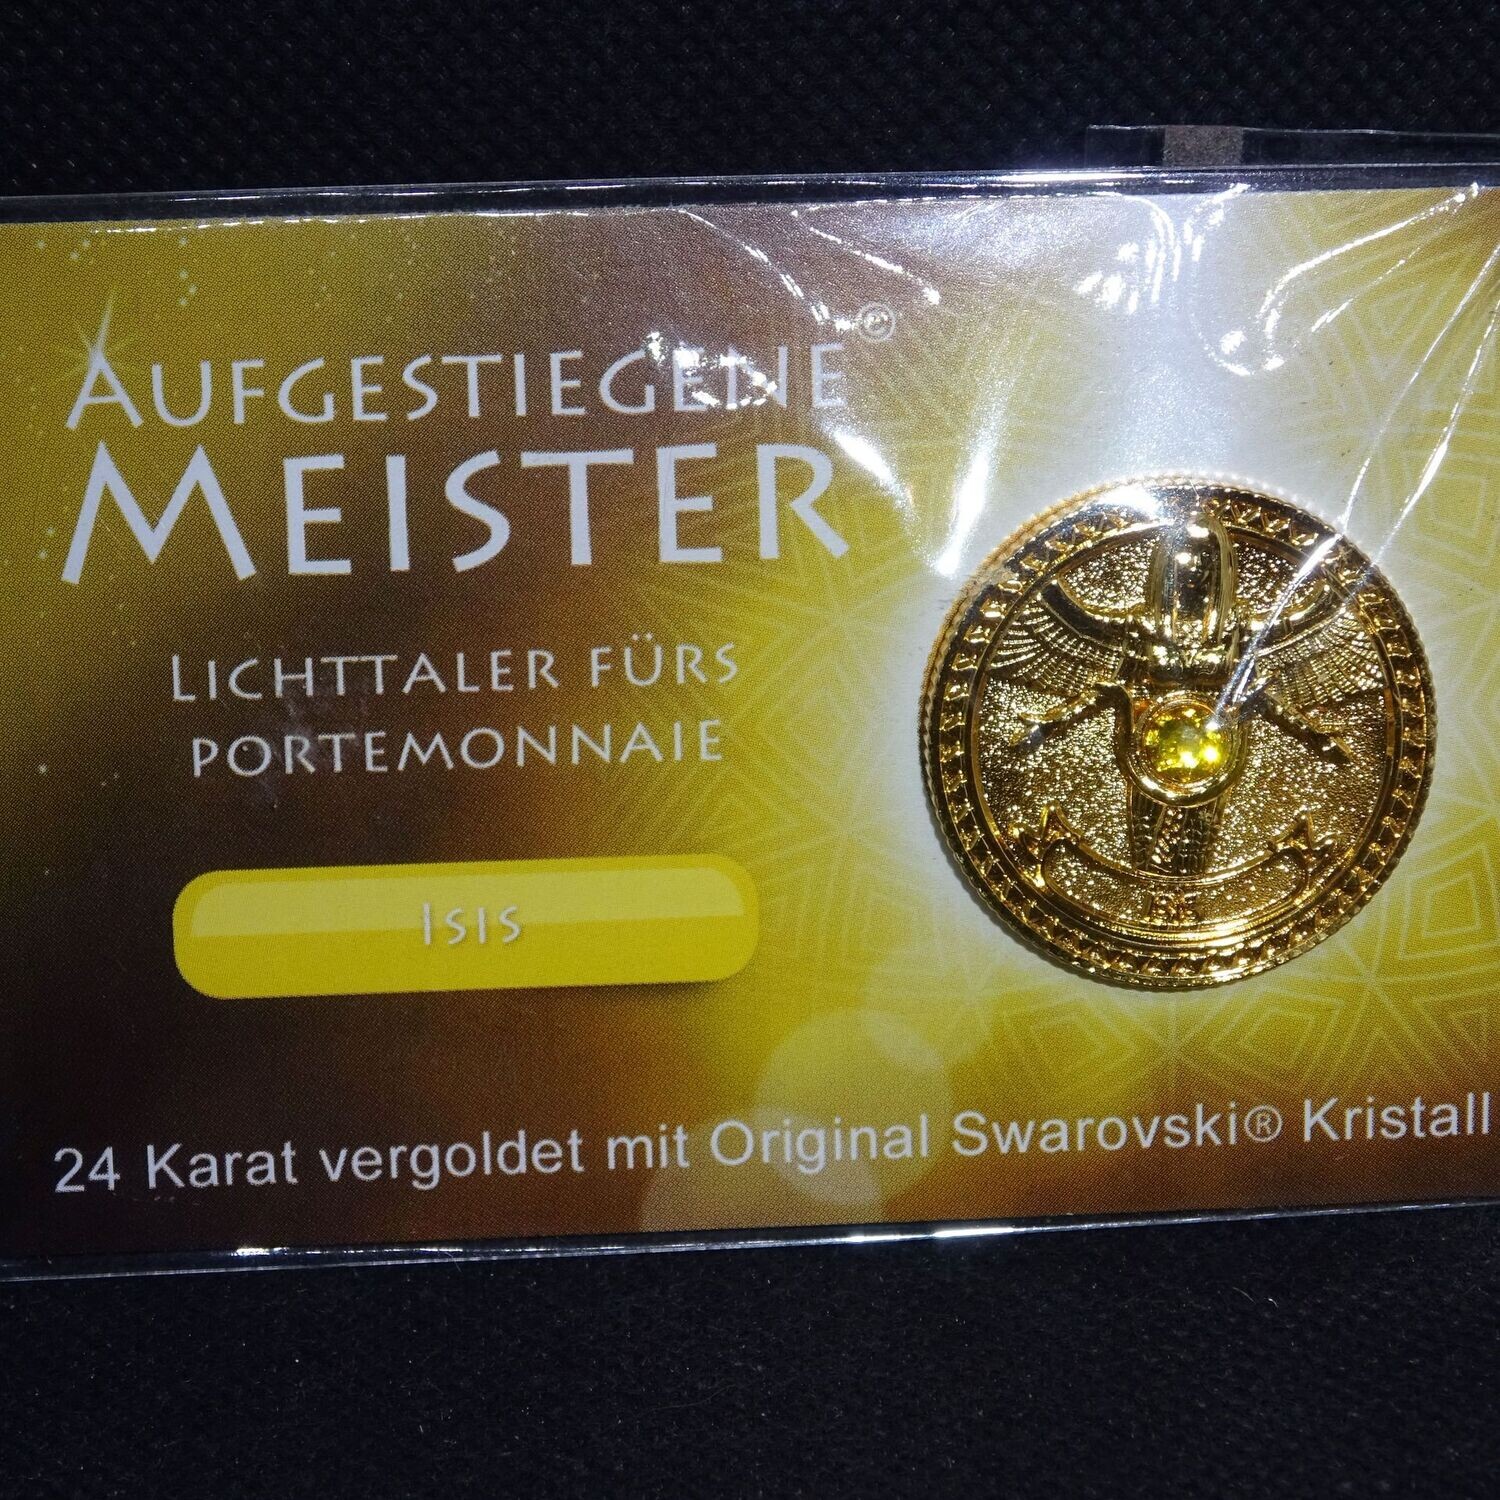 AUFGESTIEGENE©
MEISTER
LICHTTALER FÜRS
PORTEMONNAIE
ISIS
24 Karat vergoldet mit Original Swarovski® Kristall